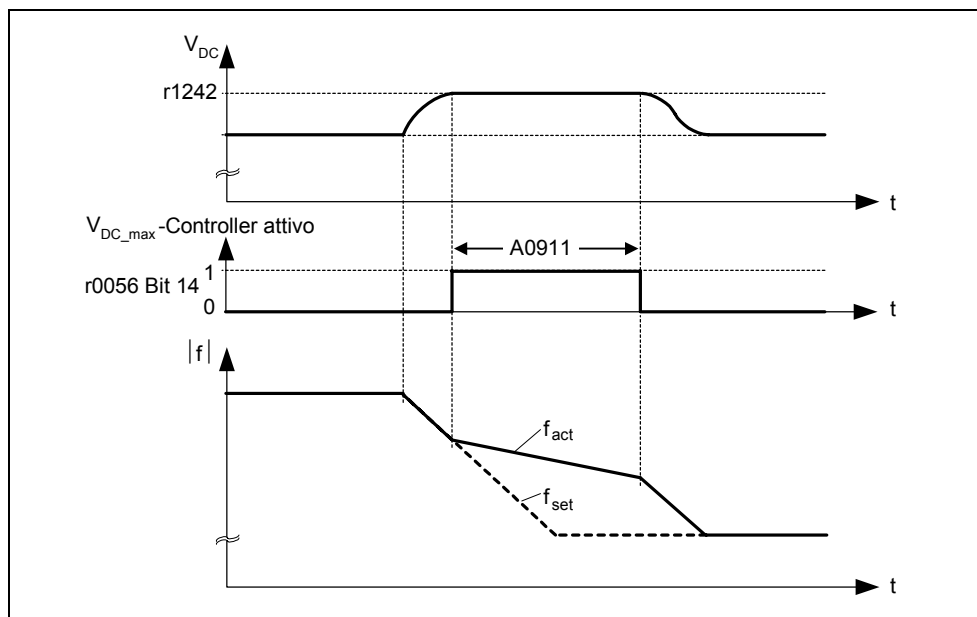 V_DC
r1242
t
V_DC_max -Controller attivo
A0911
1
r0056 Bit 14
0
t
|f|
f_act
f_set
t